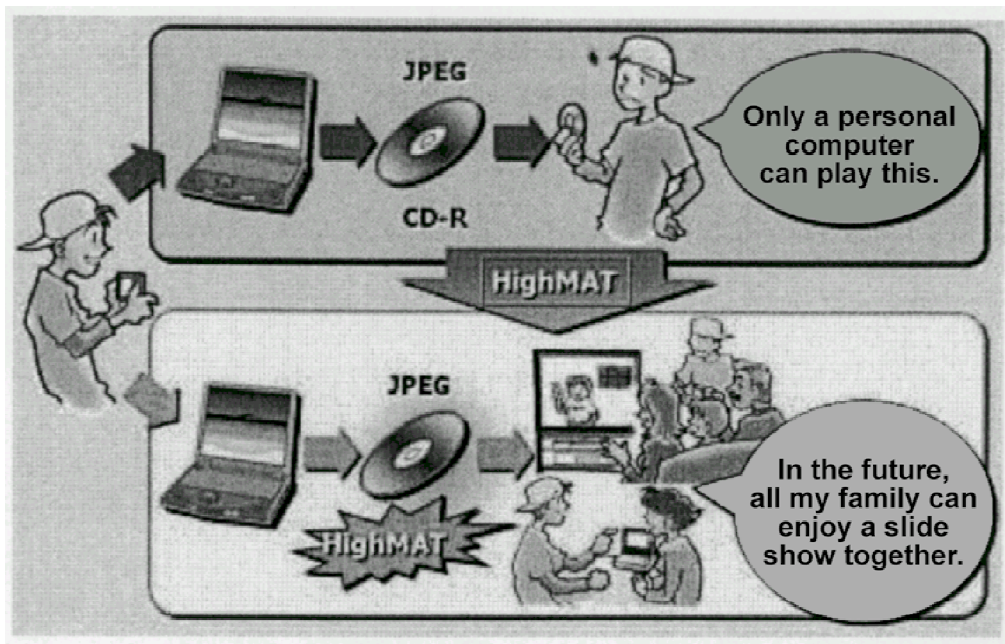 JPEG
CD-R
Only a personal
computer
can play this.
HighMAT
JPEG
HighMAT
In the future,
all my family can
enjoy a slide
show together.